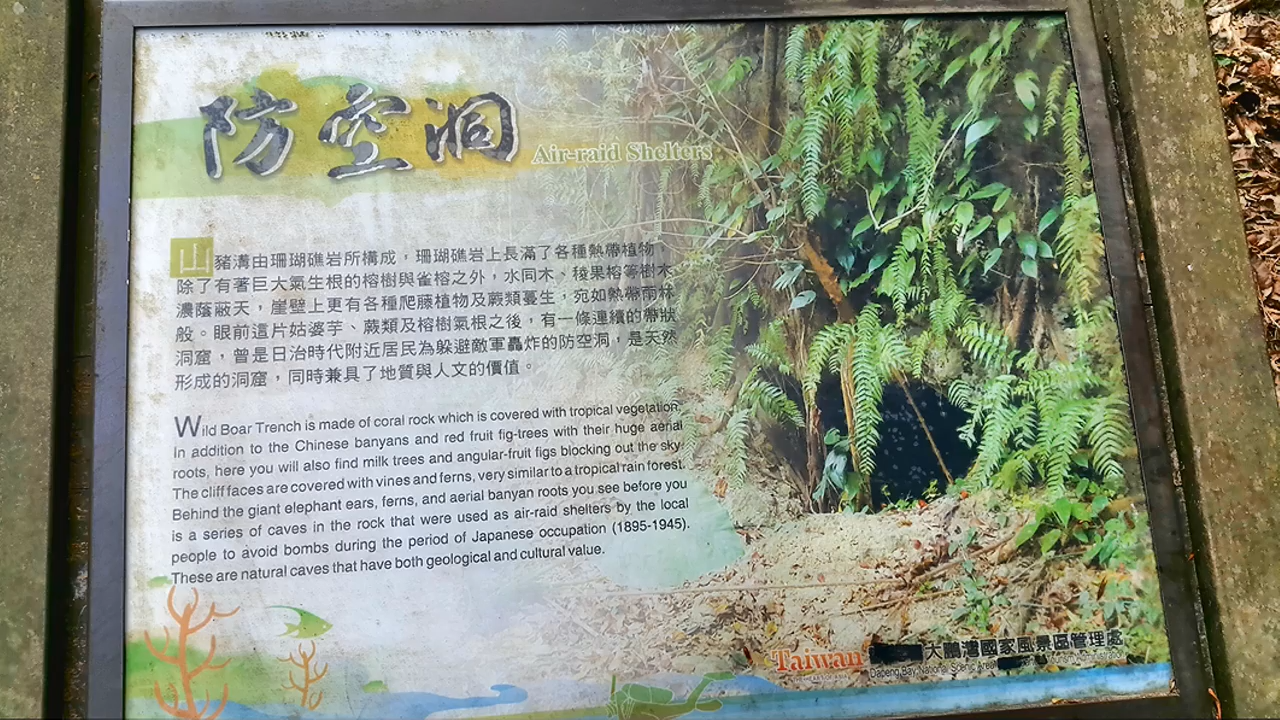 防空洞
Air-raid Shelters
山豬溝由珊瑚礁岩所構成，珊瑚礁岩上長滿了各種熱帶植物，
除了有著巨大氣生根的榕樹與雀榕之外，水同木、稜果榕等樹木
濃蔭蔽天，崖壁上更有各種爬藤植物及蕨類蔓生，宛如熱帶雨林
般。眼前這片姑婆芋、蕨類及榕樹氣根之後，有一條連續的帶狀
洞窟，曾是日治時代附近居民為躲避敵軍轟炸的防空洞，是天然
形成的洞窟，同時兼具了地質與人文的價值。
Wild Boar Trench is made of coral rock which is covered with tropical vegetation.
In addition to the Chinese banyans and red fruit fig-trees with their huge aerial
roots, here you will also find milk trees and angular-fruit figs blocking out the sky.
The cliff faces are covered with vines and ferns, very similar to a tropical rain forest.
Behind the giant elephant ears, ferns, and aerial banyan roots you see before you
is a series of caves in the rock that were used as air-raid shelters by the local
people to avoid bombs during the period of Japanese occupation (1895-1945).
These are natural caves that have both geological and cultural value.
Taiwan 大鵬灣國家風景區管理處
Dapeng Bay National Scenic Area